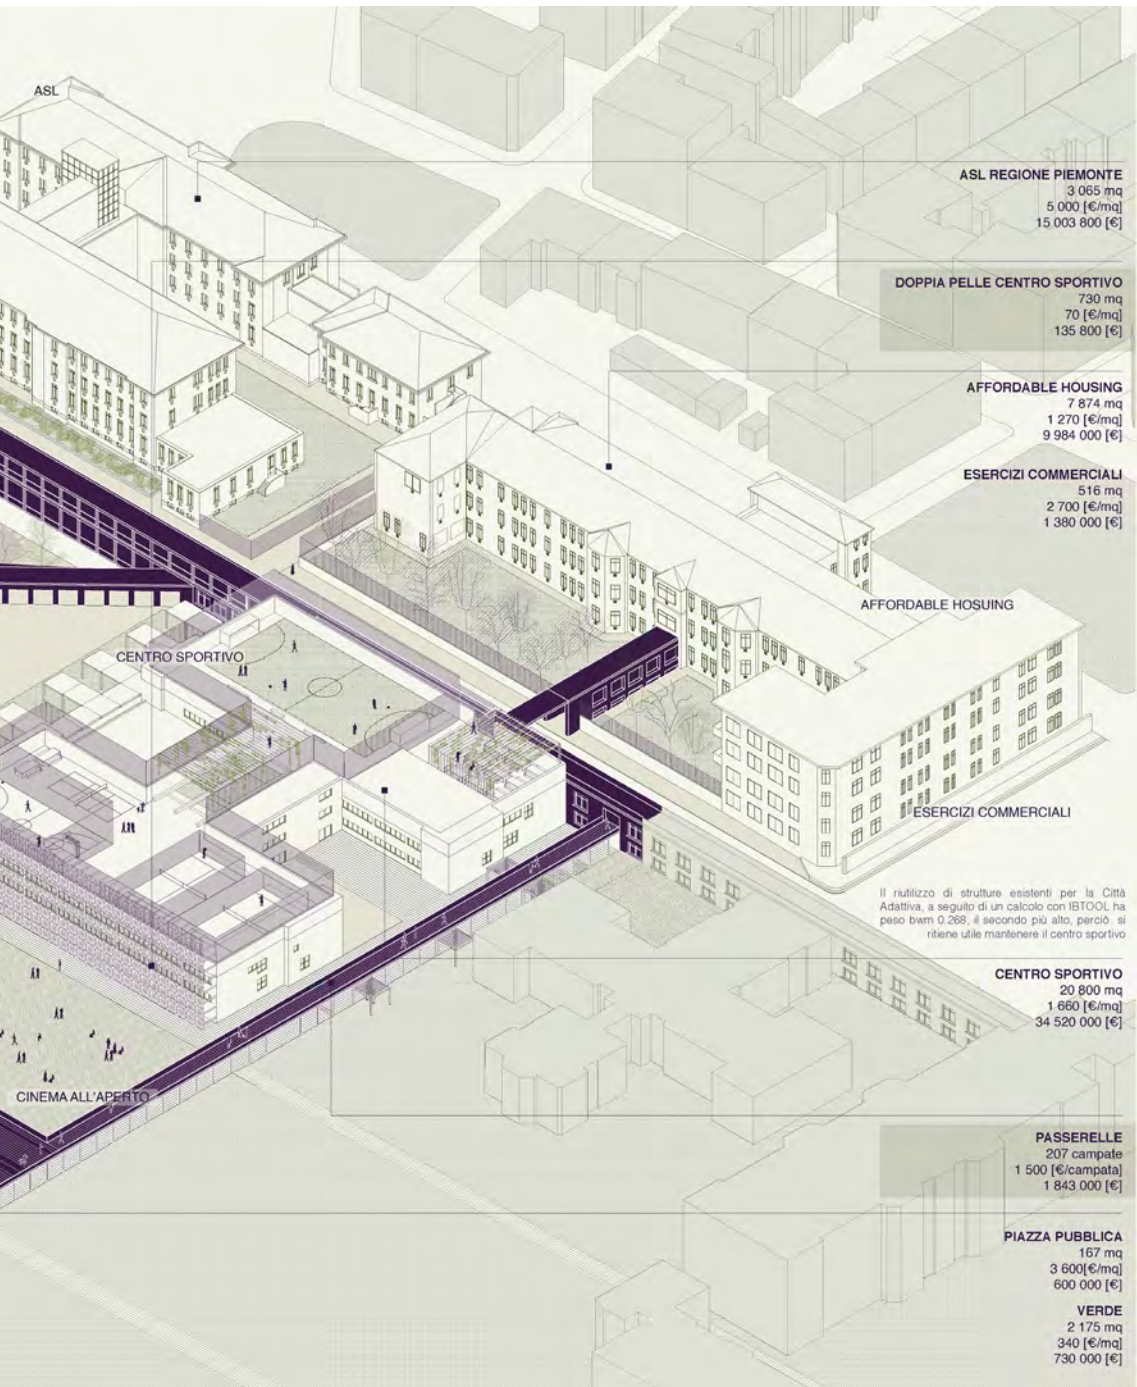 ASL
ASL REGIONE PIEMONTE
3 065 mq
5 000 [€/mq]
15 003 800 [€]
DOPPIA PELLE CENTRO SPORTIVO
730 mq
70 [€/mq]
135 800 [€]
AFFORDABLE HOUSING
7 874 mq
1 270 [€/mq]
9 984 000 [€]
ESERCIZI COMMERCIALI
516 mq
2 700 [€/mq]
1 380 000 [€]
AFFORDABLE HOSUING
CENTRO SPORTIVO
ESERCIZI COMMERCIALI
Il riutilizzo di strutture esistenti per la Città
Adattiva, a seguito di un calcolo con IBTOOL ha
peso bwm 0.268, il secondo più alto, perciò si
ritiene utile mantenere il centro sportivo
CENTRO SPORTIVO
20 800 mq
1 660 [€/mq]
34 520 000 [€]
CINEMA ALL'APERTO
PASSERELLE
207 campate
1 500 [€/campata]
1 843 000 [€]
PIAZZA PUBBLICA
167 mq
3 600[€/mq]
600 000 [€]
VERDE
2 175 mq
340 [€/mq]
730 000 [€]